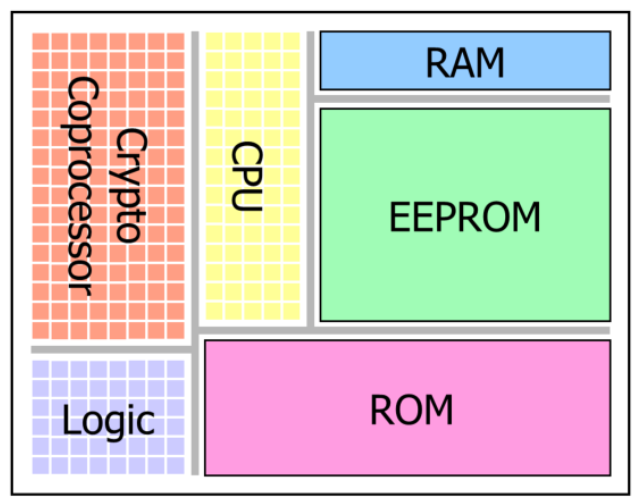 Crypto
Coprocessor
CPU
RAM
EEPROM
Logic
ROM